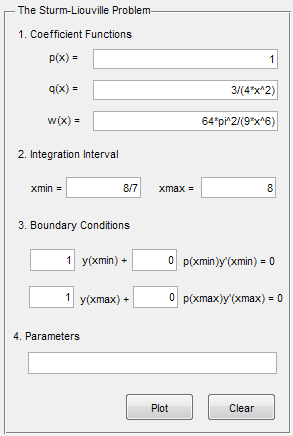 The Sturm-Liouville Problem
1. Coefficient Functions
p(x) = 1
q(x) = 3/(4*x^2)
w(x) = 64*pi^2/(9*x^6)
2. Integration Interval
xmin = 8/7 xmax = 8
3. Boundary Conditions
1 y(xmin) + 0 p(xmin)y'(xmin) = 0
1 y(xmax) + 0 p(xmax)y'(xmax) = 0
4. Parameters
Plot Clear